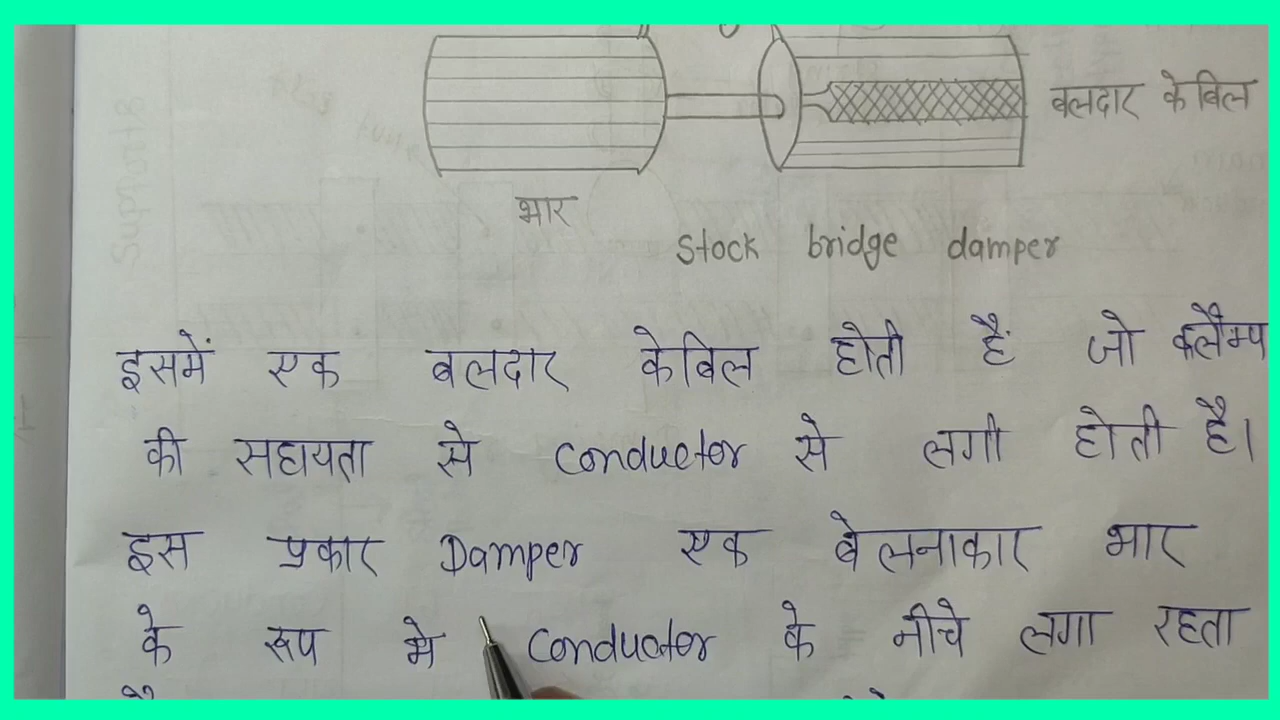 बलदार केबिल
भार
Stock bridge damper
इसमें एक बलदार केबिल होती हैं जो क्लैम्प
की सहायता से Conductor से लगी होती है।
इस प्रकार Damper एक बेलनाकार भार
के रूप मे Conductor के नीचे लगा रहता